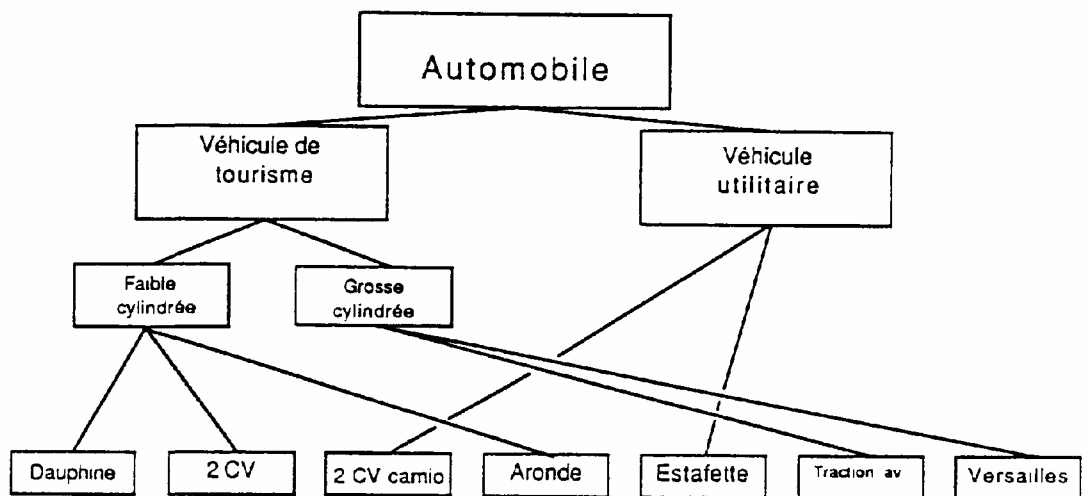 Automobile
Véhicule de
tourisme
Véhicule
utilitaire
Faible
cylindrée
Grosse
cylindrée
Dauphine
2 CV
2 CV camio
Aronde
Estafette
Traction av
Versailles